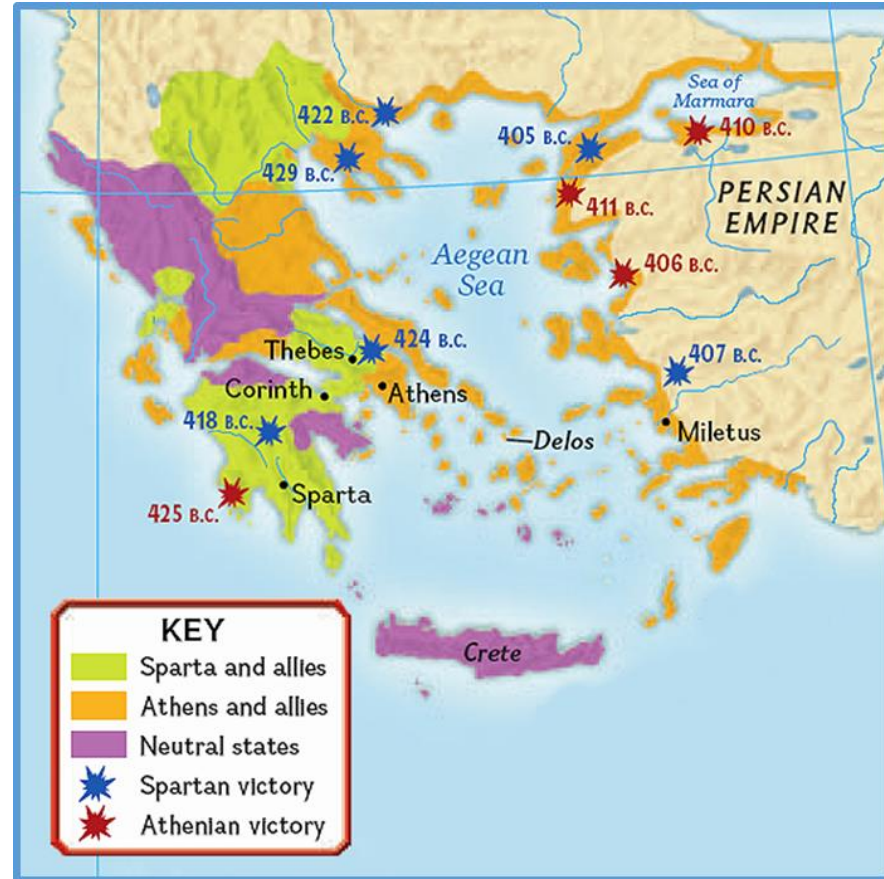 Sea of
Marmara
422 B.C.
405 B.C.
410 B.C.
429 B.C.
411 B.C.
PERSIAN
EMPIRE
Aegean
Sea
406 B.C.
Thebes
424 B.C.
407 B.C.
Corinth
Athens
418 B.C.
Delos
Miletus
Sparta
425 B.C.
KEY
Sparta and allies
Athens and allies
Neutral states
Spartan victory
Athenian victory
Crete